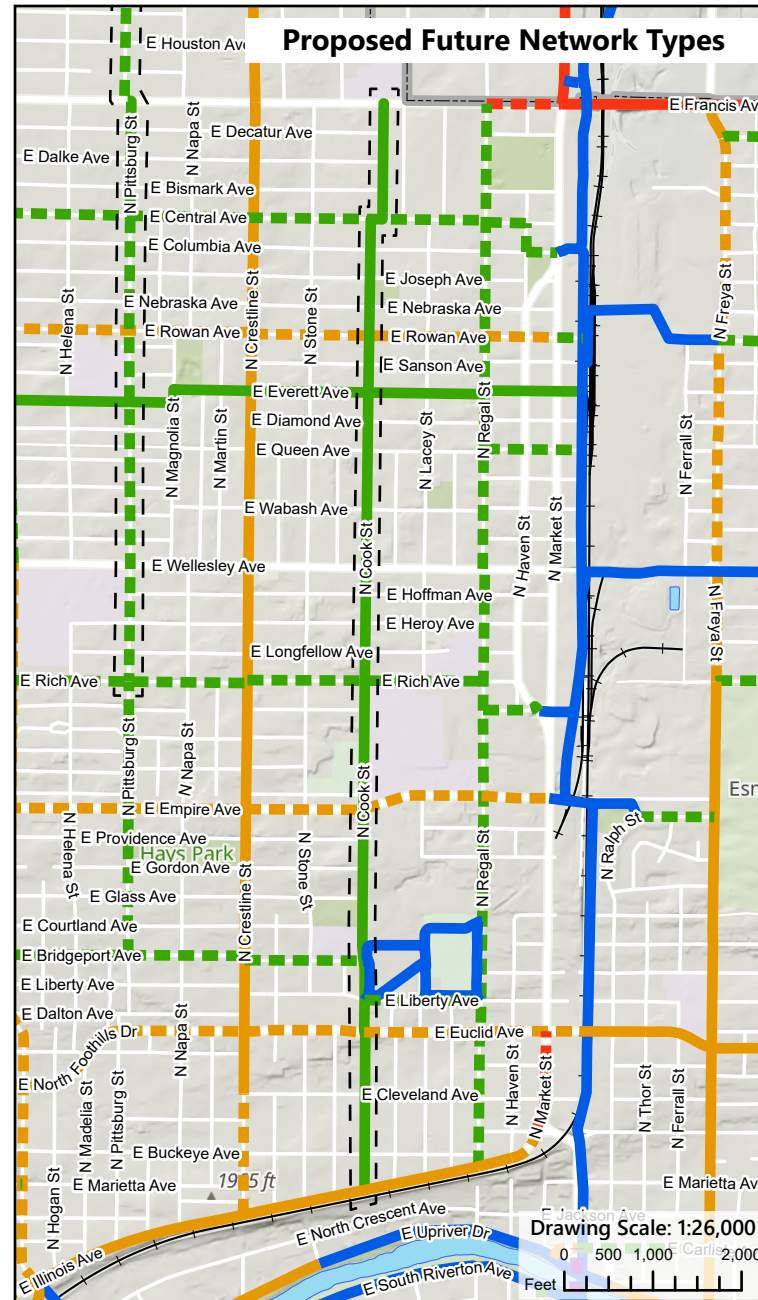 Proposed Future Network Types
E Houston Ave
N Pittsburg St
N Napa St
E Decatur Ave
E Francis Av
E Dalke Ave
E Bismark Ave
E Central Ave
E Columbia Ave
E Joseph Ave
N Freya St
E Nebraska Ave
E Nebraska Ave
N Helena St
N Crestline St
N Stone St
E Rowan Ave
E Rowan Ave
E Sanson Ave
E Everett Ave
N Magnolia St
N Martin St
E Diamond Ave
N Lacey St
N Regal St
N Ferrall St
E Queen Ave
E Wabash Ave
N Haven St
N Market St
N Cook St
E Wellesley Ave
E Hoffman Ave
N Freya St
E Heroy Ave
E Longfellow Ave
E Rich Ave
E Rich Ave
N Pittsburg St
N Napa St
N Cook St
Esm
E Empire Ave
N Helena St
E Providence Ave
Hays Park
E Gordon Ave
N Stone St
N Regal St
N Ralph St
E Glass Ave
N Crestline St
E Courtland Ave
E Bridgeport Ave
E Liberty Ave
E Liberty Ave
E Dalton Ave
E Euclid Ave
N Napa St
E North Foothills Dr
N Haven St
N Market St
N Thor St
N Ferrall St
E Cleveland Ave
N Madelia St
N Pittsburg St
E Buckeye Ave
E Marietta Ave
E Marietta Av
N Hogan St
E North Crescent Ave
E Jackson Ave
E Upriver Dr
Drawing Scale: 1:26,000
E Carlis
E Illinois Ave
E South Riverton Ave
0 500 1,000 2,000
Feet